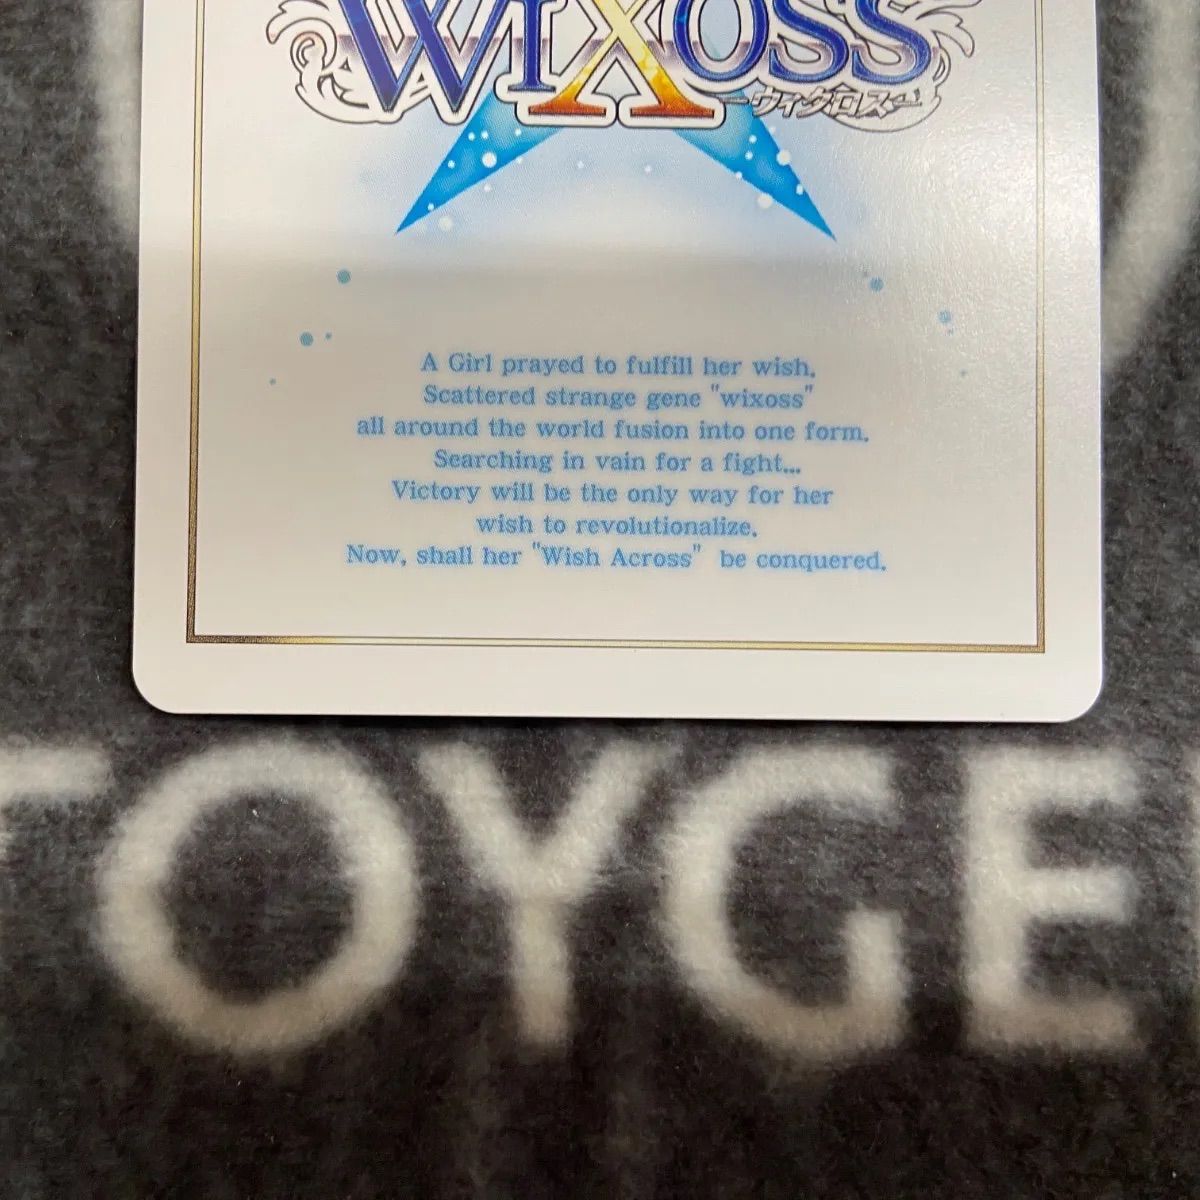 WIXOSS
-ウィクロス-
A Girl prayed to fulfill her wish.
Scattered strange gene "wixoss"
all around the world fusion into one form.
Searching in vain for a fight...
Victory will be the only way for her
wish to revolutionalize.
Now, shall her "Wish Across" be conquered.
TOYGE